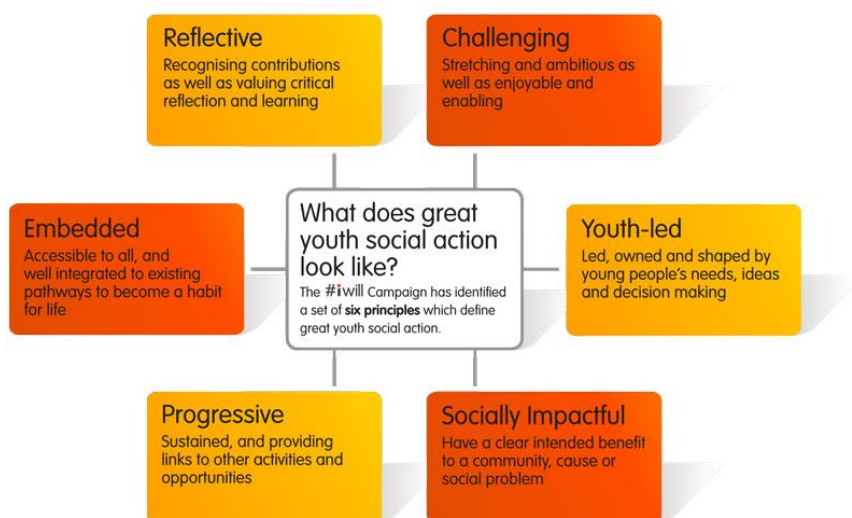 Reflective
Recognising contributions
as well as valuing critical
reflection and learning
Challenging
Stretching and ambitious as
well as enjoyable and
enabling
Embedded
Accessible to all, and
well integrated to existing
pathways to become a habit
for life
What does great
youth social action
look like?
The #iwill Campaign has identified
a set of six principles which define
great youth social action.
Youth-led
Led, owned and shaped by
young people's needs, ideas
and decision making
Progressive
Sustained, and providing
links to other activities and
opportunities
Socially Impactful
Have a clear intended benefit
to a community, cause or
social problem